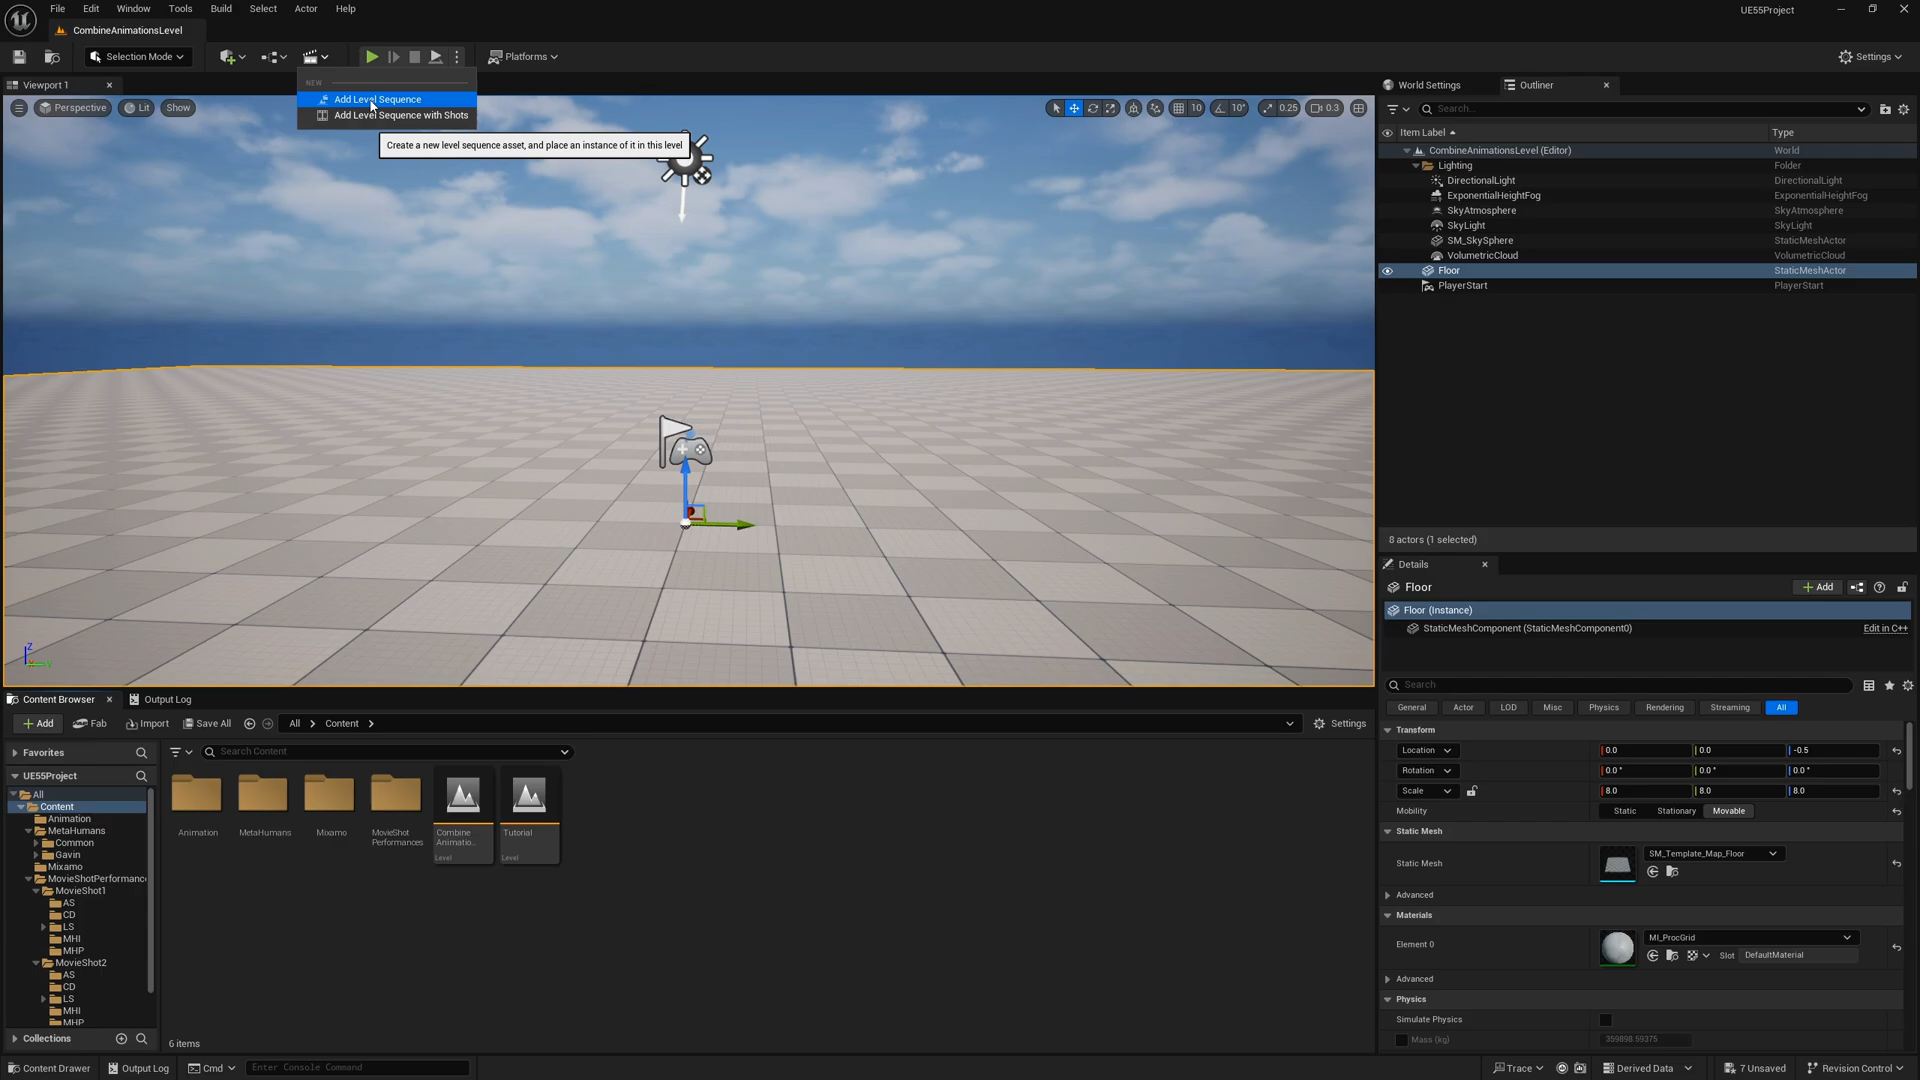 File Edit Window Tools Build Select Actor Help
UE55Project
CombineAnimationsLevel
Selection Mode
Platforms
Settings
NEW
Add Level Sequence
Add Level Sequence with Shots
Create a new level sequence asset, and place an instance of it in this level
Viewport 1
Perspective Lit Show
10 10° 0.25 0.3
World Settings Outliner
Search...
Item Label Type
CombineAnimationsLevel (Editor) World
Lighting Folder
DirectionalLight DirectionalLight
ExponentialHeightFog ExponentialHeightFog
SkyAtmosphere SkyAtmosphere
SkyLight SkyLight
SM_SkySphere StaticMeshActor
VolumetricCloud VolumetricCloud
Floor StaticMeshActor
PlayerStart PlayerStart
8 actors (1 selected)
Details
Floor
Add
Floor (Instance)
StaticMeshComponent (StaticMeshComponent0) Edit in C++
Search
General Actor LOD Misc Physics Rendering Streaming All
Transform
Location 0.0 0.0 -0.5
Rotation 0.0° 0.0° 0.0°
Scale 8.0 8.0 8.0
Mobility Static Stationary Movable
Static Mesh
Static Mesh SM_Template_Map_Floor
Advanced
Materials
Element 0 MI_ProcGrid
Slot DefaultMaterial
Advanced
Physics
Simulate Physics
Mass (kg) 359898.59375
Z
Y
Content Browser Output Log
Add Fab Import Save All All Content Settings
Favorites
Search Content
UE55Project
All
Content
Animation
MetaHumans
Common
Gavin
Mixamo
MovieShotPerformanc
MovieShot1
AS
CD
LS
MHI
MHP
MovieShot2
AS
CD
LS
MHI
MHP
Collections
Animation
MetaHumans
Mixamo
MovieShot
Performances
Combine
Animatio...
Level
Tutorial
Level
6 items
Content Drawer Output Log Cmd Enter Console Command
Trace Derived Data 7 Unsaved Revision Control